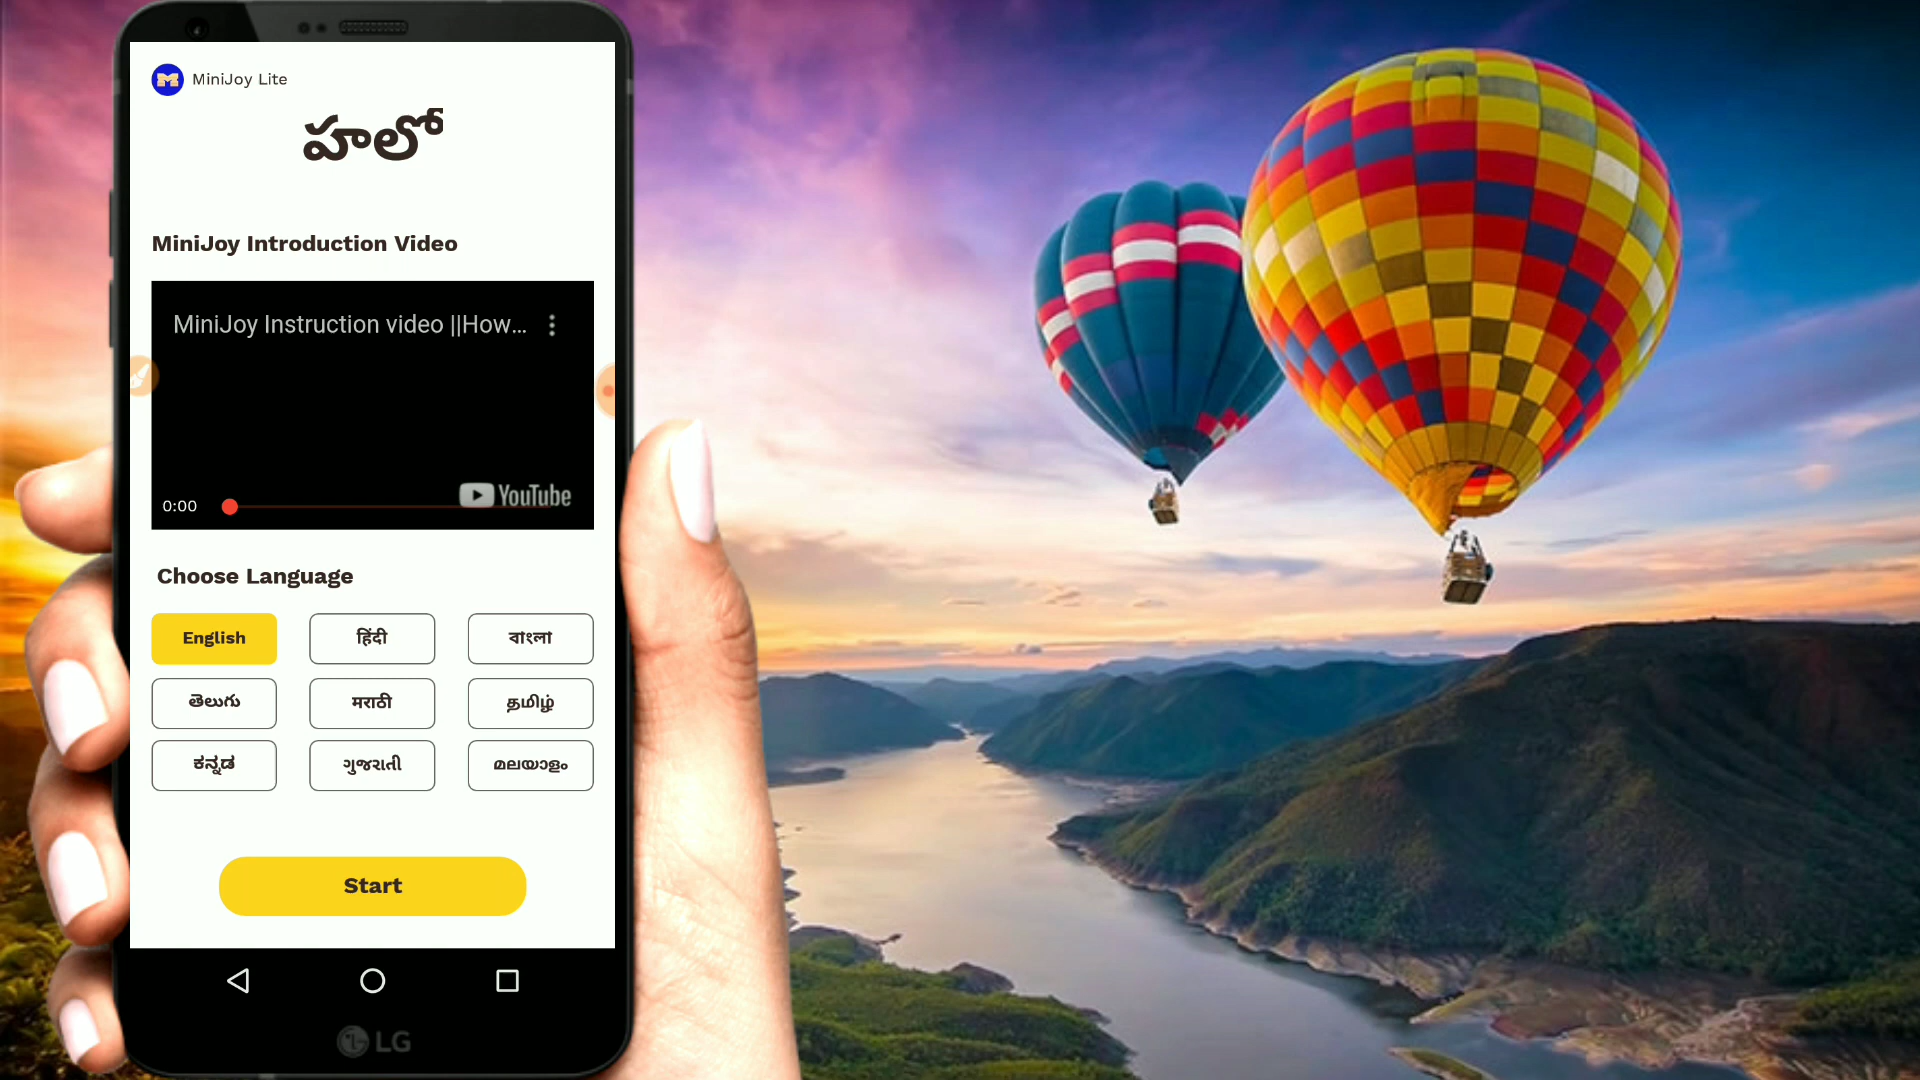 MiniJoy Lite
హలో
MiniJoy Introduction Video
MiniJoy Instruction video ||How...
0:00
YouTube
Choose Language
English
हिंदी
বাংলা
తెలుగు
मराठी
தமிழ்
ಕನ್ನಡ
ગુજરાતી
മലയാളം
Start
LG